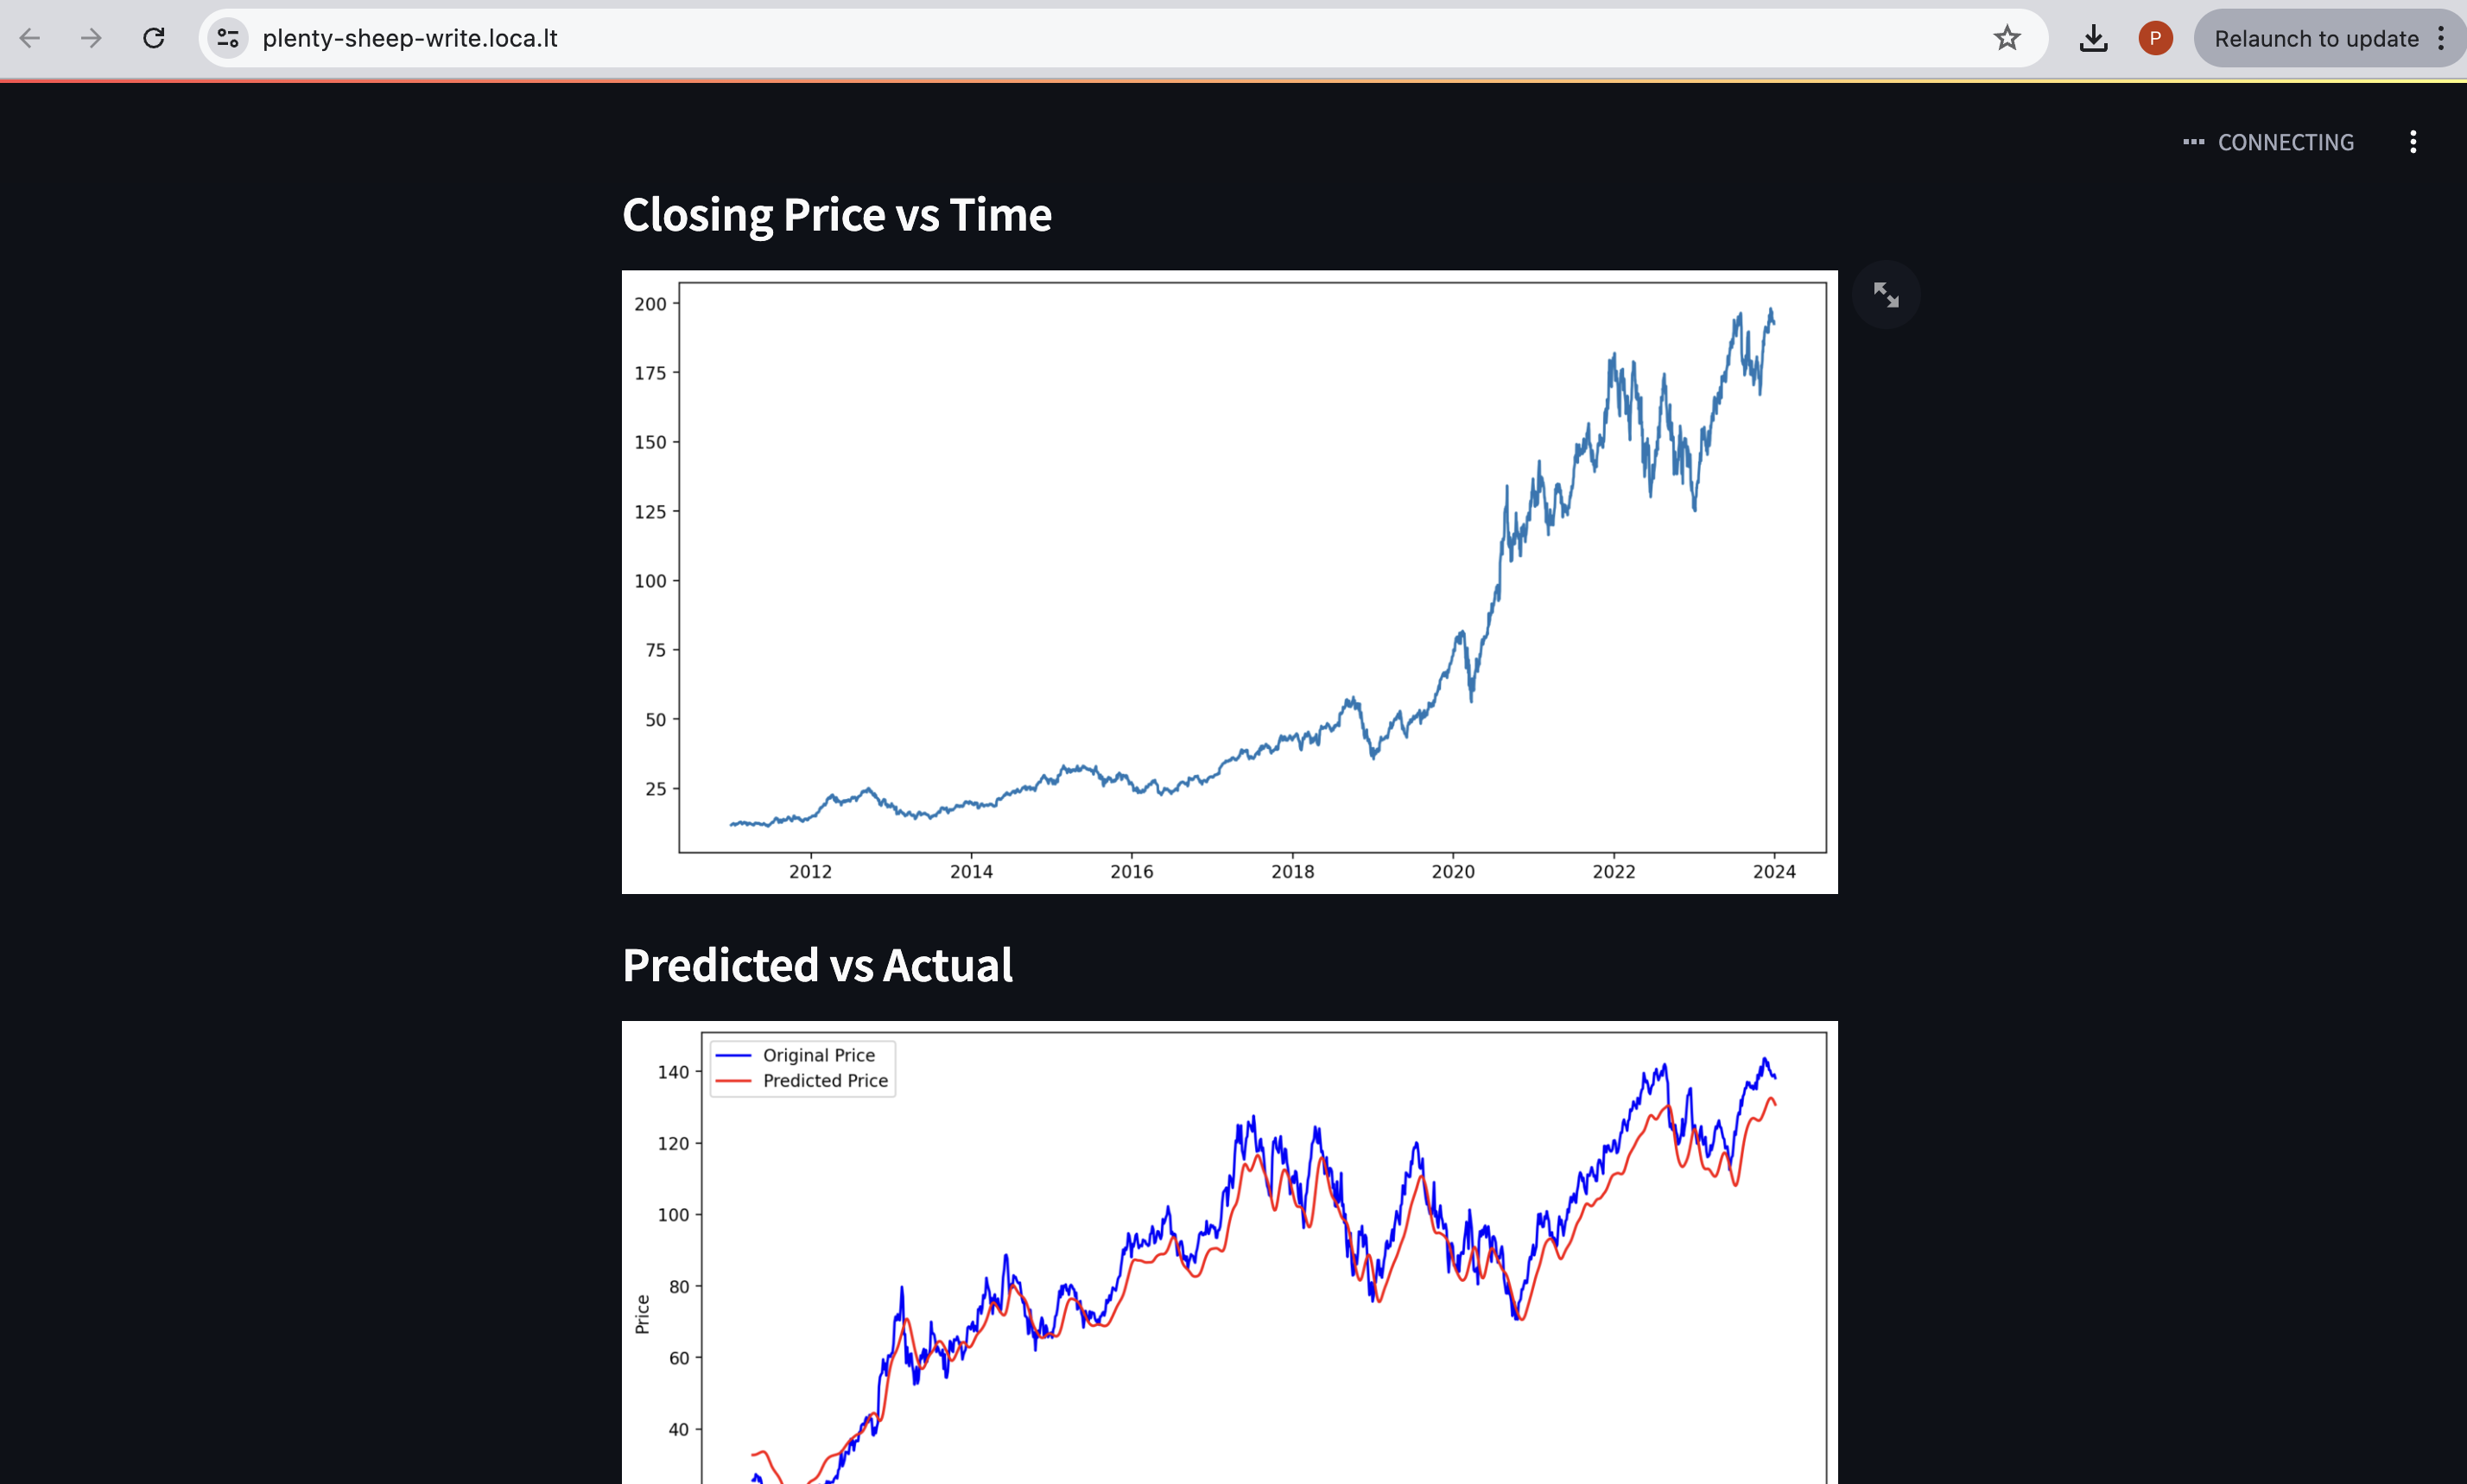 plenty-sheep-write.loca.lt
P
Relaunch to update
CONNECTING
Closing Price vs Time
200
175
150
125
100
75
50
25
2012 2014 2016 2018 2020 2022 2024
Predicted vs Actual
Original Price
Predicted Price
140
120
100
80
60
40
Price